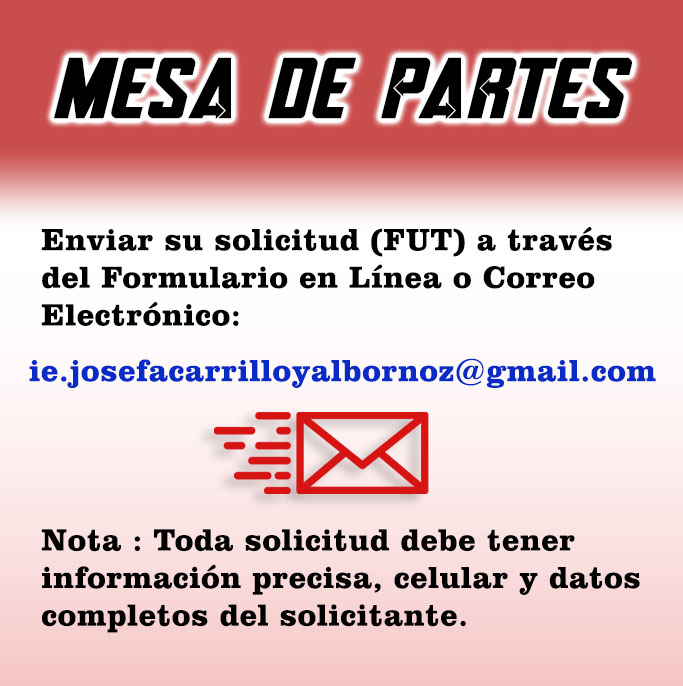 MESA DE PARTES
Enviar su solicitud (FUT) a través
del Formulario en Línea o Correo
Electrónico:
ie.josefacarrilloyalbornoz@gmail.com
Nota : Toda solicitud debe tener
información precisa, celular y datos
completos del solicitante.